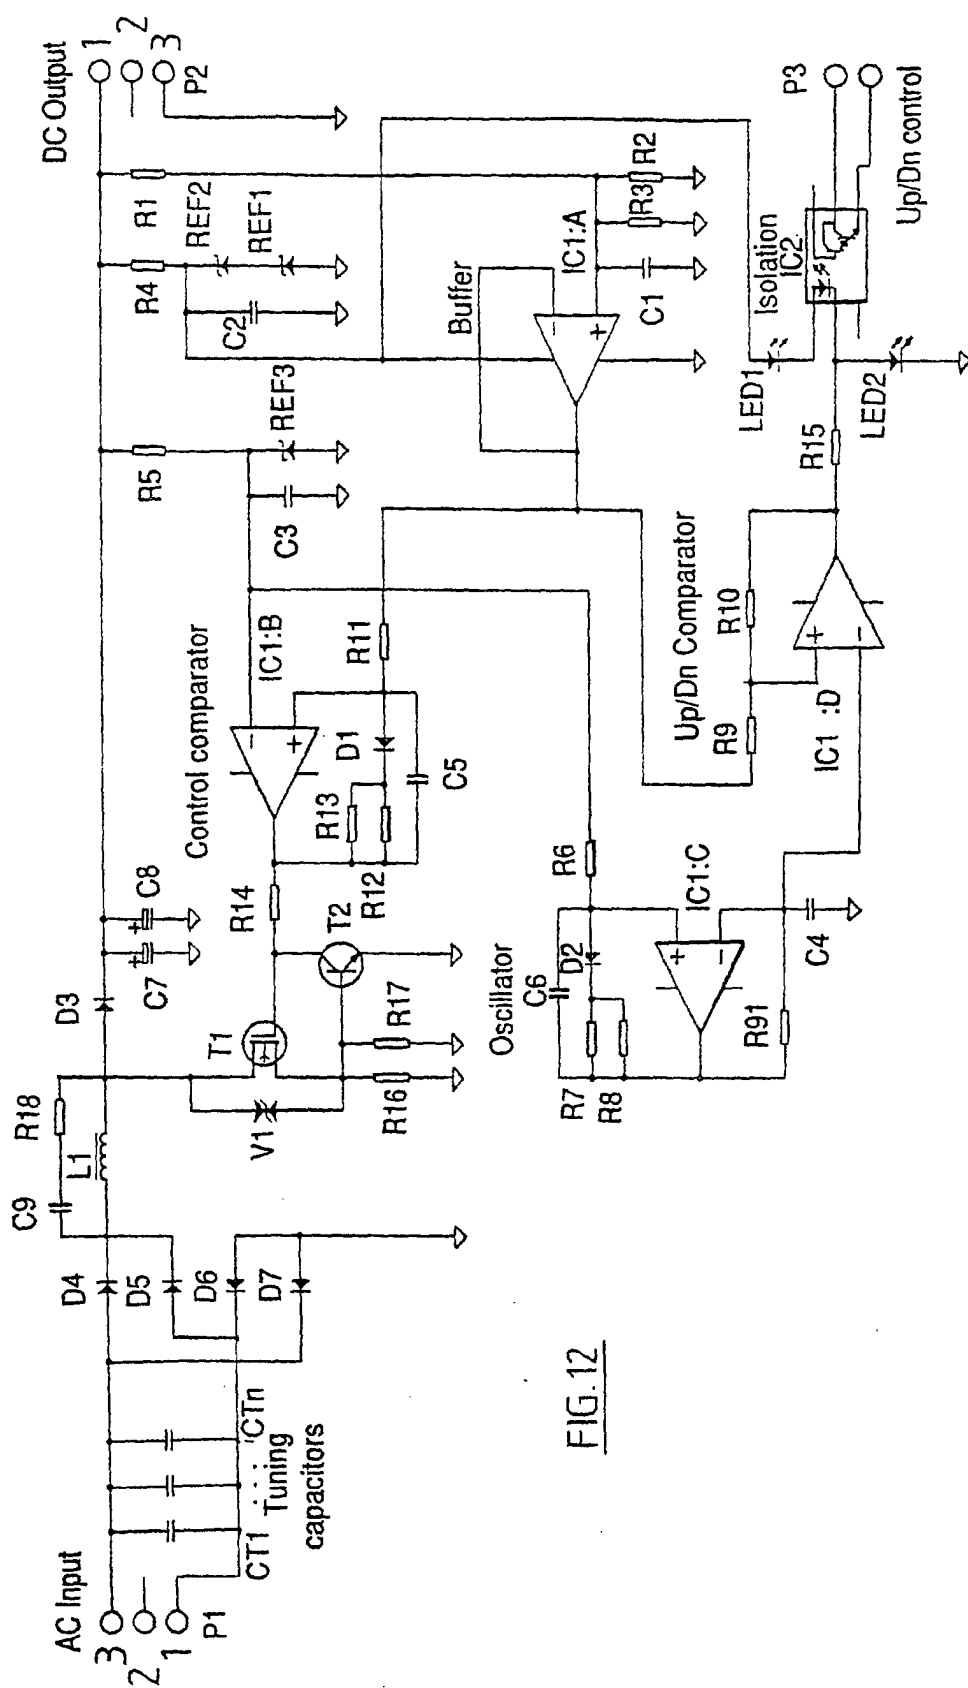 AC Input
3
2
1
P1
CT1 .... CTn
Tuning
capacitors
D4
D5
D6
D7
C9
R18
L1
D3
C7
+
C8
+
V1
T1
R16
R17
T2
R14
R12
R13
D1
C5
R11
Control comparator
IC1:B
-
+
R5
C3
REF3
R4
C2
REF2
REF1
R1
DC Output
1
2
3
P2
Buffer
IC1:A
-
+
C1
R3
R2
Oscillator
C6
D2
R7
R8
R6
IC1:C
+
-
R91
C4
Up/Dn Comparator
R9
R10
IC1 :D
+
-
R15
LED1
LED2
Isolation
IC2
P3
Up/Dn control
FIG.12